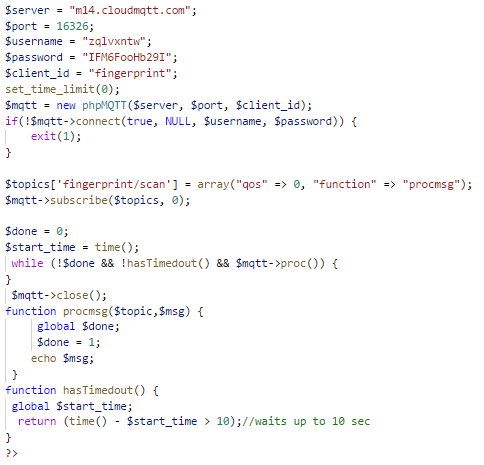 $server = "m14.cloudmqtt.com";
$port = 16326;
$username = "zqlvxntw";
$password = "IFM6FooHb29I";
$client_id = "fingerprint";
set_time_limit(0);
$mqtt = new phpMQTT($server, $port, $client_id);
if(!$mqtt->connect(true, NULL, $username, $password)) {
    exit(1);
}

$topics['fingerprint/scan'] = array("qos" => 0, "function" => "procmsg");
$mqtt->subscribe($topics, 0);

$done = 0;
$start_time = time();
 while (!$done && !hasTimedout() && $mqtt->proc()) {
}
 $mqtt->close();
function procmsg($topic,$msg) {
    global $done;
    $done = 1;
    echo $msg;
 }
function hasTimedout() {
 global $start_time;
  return (time() - $start_time > 10);//waits up to 10 sec
}
?>